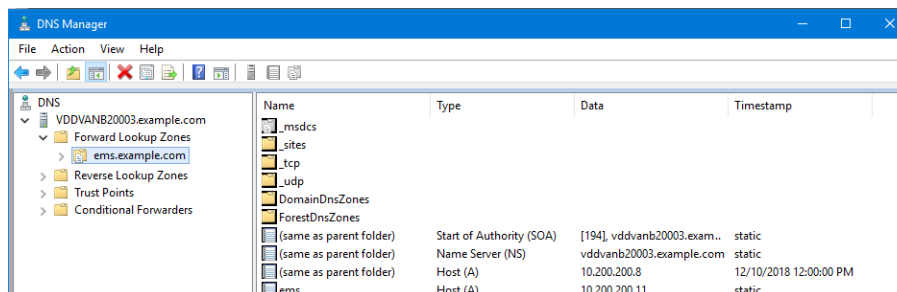 DNS Manager
File Action View Help
DNS
VDDVANB20003.example.com
Forward Lookup Zones
ems.example.com
Reverse Lookup Zones
Trust Points
Conditional Forwarders
Name Type Data Timestamp
_msdcs
_sites
_tcp
_udp
DomainDnsZones
ForestDnsZones
(same as parent folder) Start of Authority (SOA) [194], vddvanb20003.exam... static
(same as parent folder) Name Server (NS) vddvanb20003.example.com static
(same as parent folder) Host (A) 10.200.200.8 12/10/2018 12:00:00 PM
ems Host (A) 10.200.200.11 static